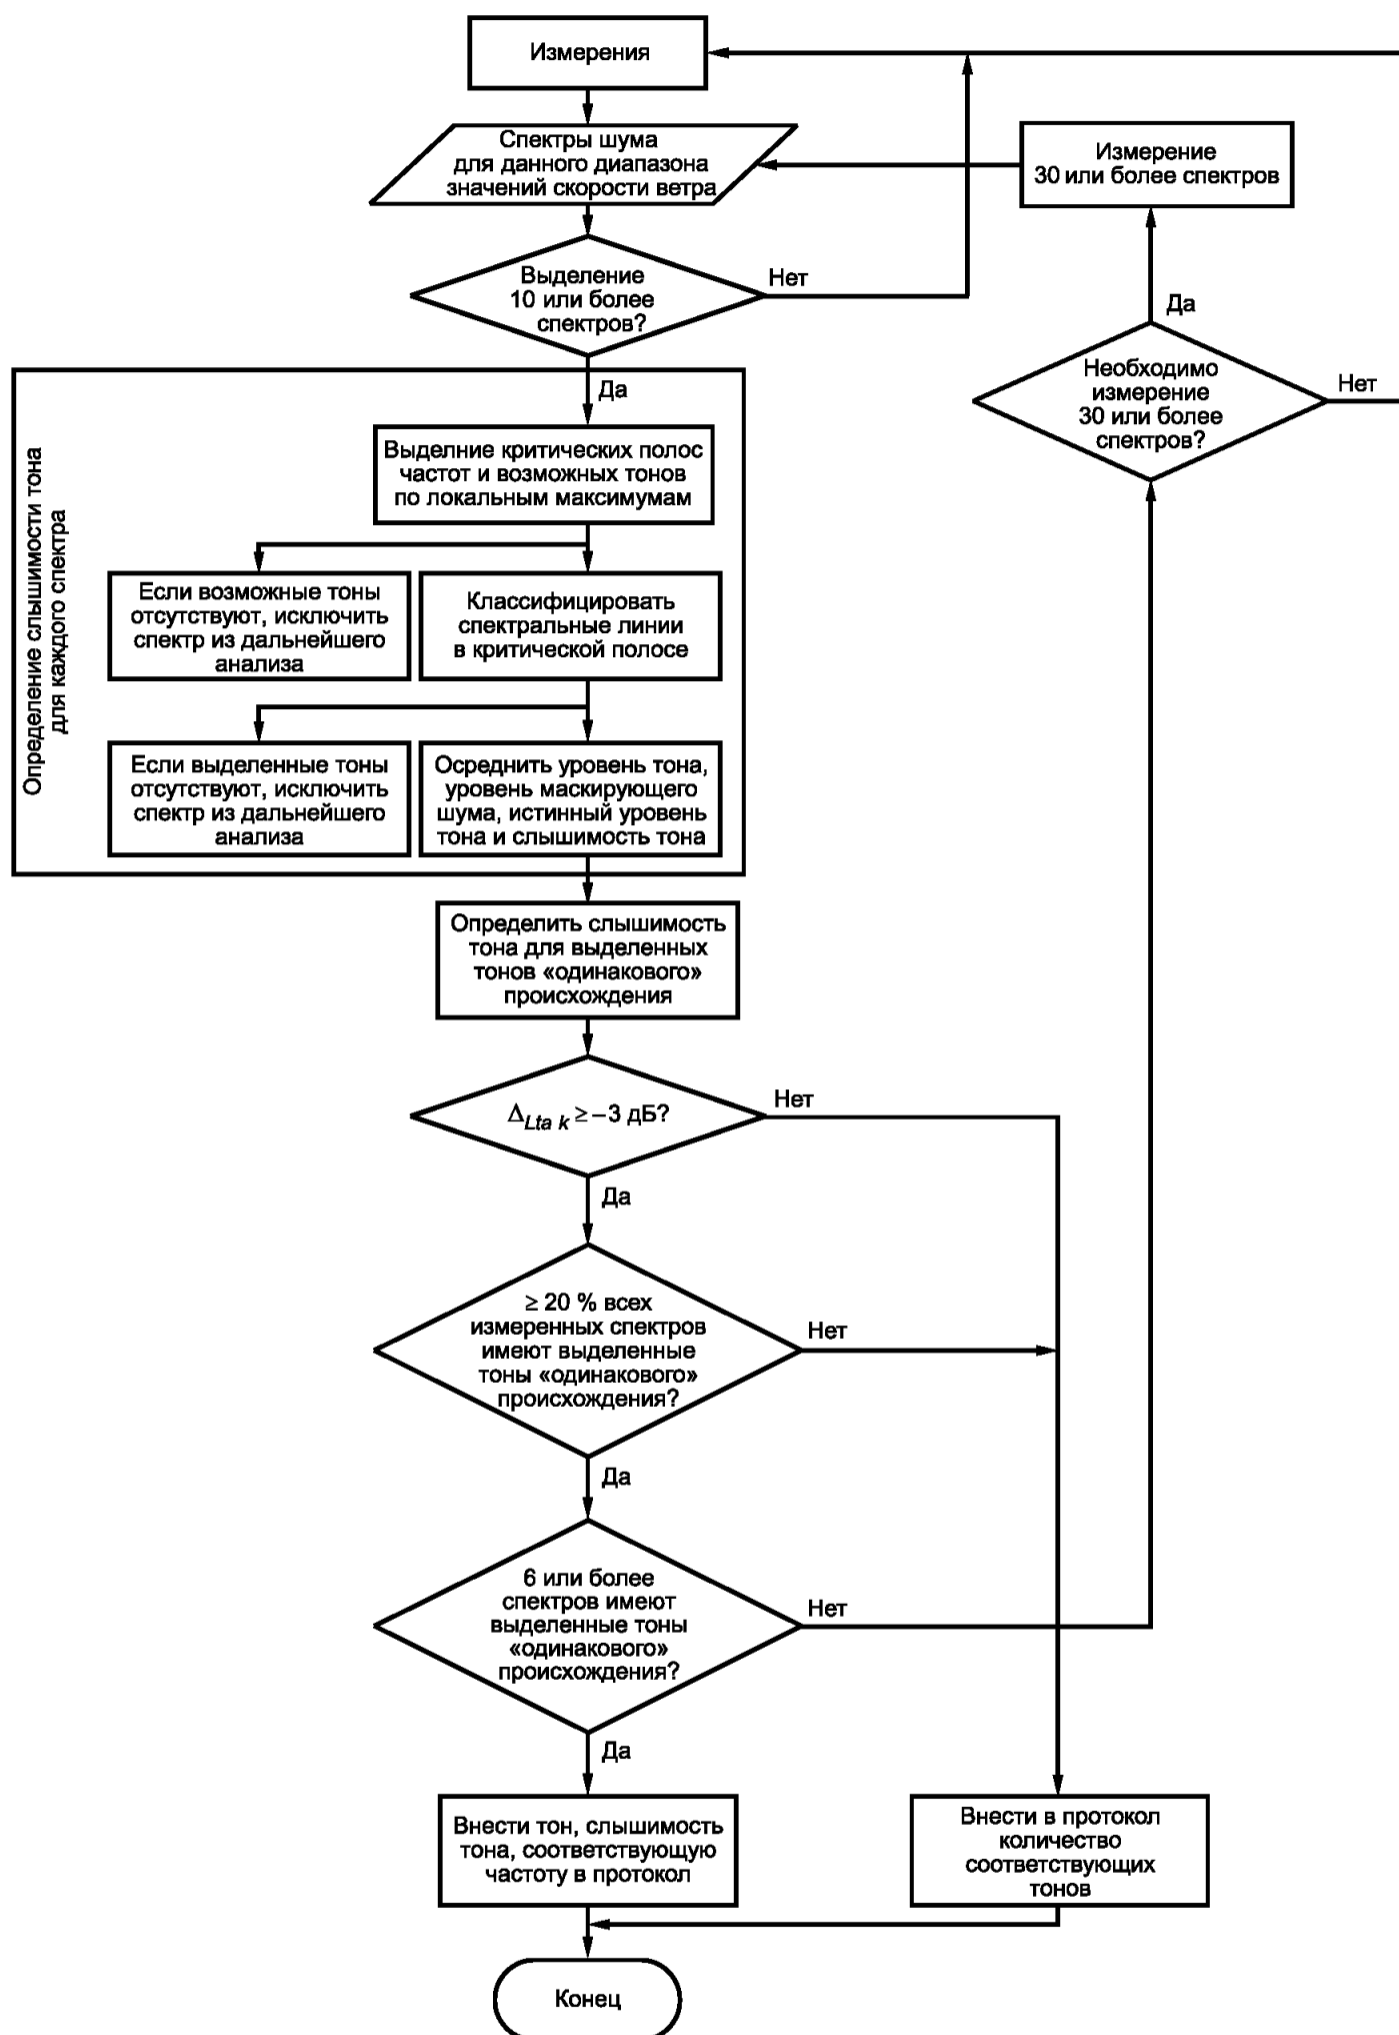 Измерения
Спектры шума
для данного диапазона
значений скорости ветра
Измерение
30 или более спектров
Выделение
10 или более
спектров?
Нет
Да
Необходимо
измерение
30 или более
спектров?
Нет
Да
Определение слышимости тона
для каждого спектра
Выделние критических полос
частот и возможных тонов
по локальным максимумам
Если возможные тоны
отсутствуют, исключить
спектр из дальнейшего
анализа
Классифицировать
спектральные линии
в критической полосе
Если выделенные тоны
отсутствуют, исключить
спектр из дальнейшего
анализа
Осреднить уровень тона,
уровень маскирующего
шума, истинный уровень
тона и слышимость тона
Определить слышимость
тона для выделенных
тонов «одинакового»
происхождения
Δ_Lta k ≥ –3 дБ?
Нет
Да
≥ 20 % всех
измеренных спектров
имеют выделенные
тоны «одинакового»
происхождения?
Нет
Да
6 или более
спектров имеют
выделенные тоны
«одинакового»
происхождения?
Нет
Да
Внести тон, слышимость
тона, соответствующую
частоту в протокол
Внести в протокол
количество
соответствующих
тонов
Конец